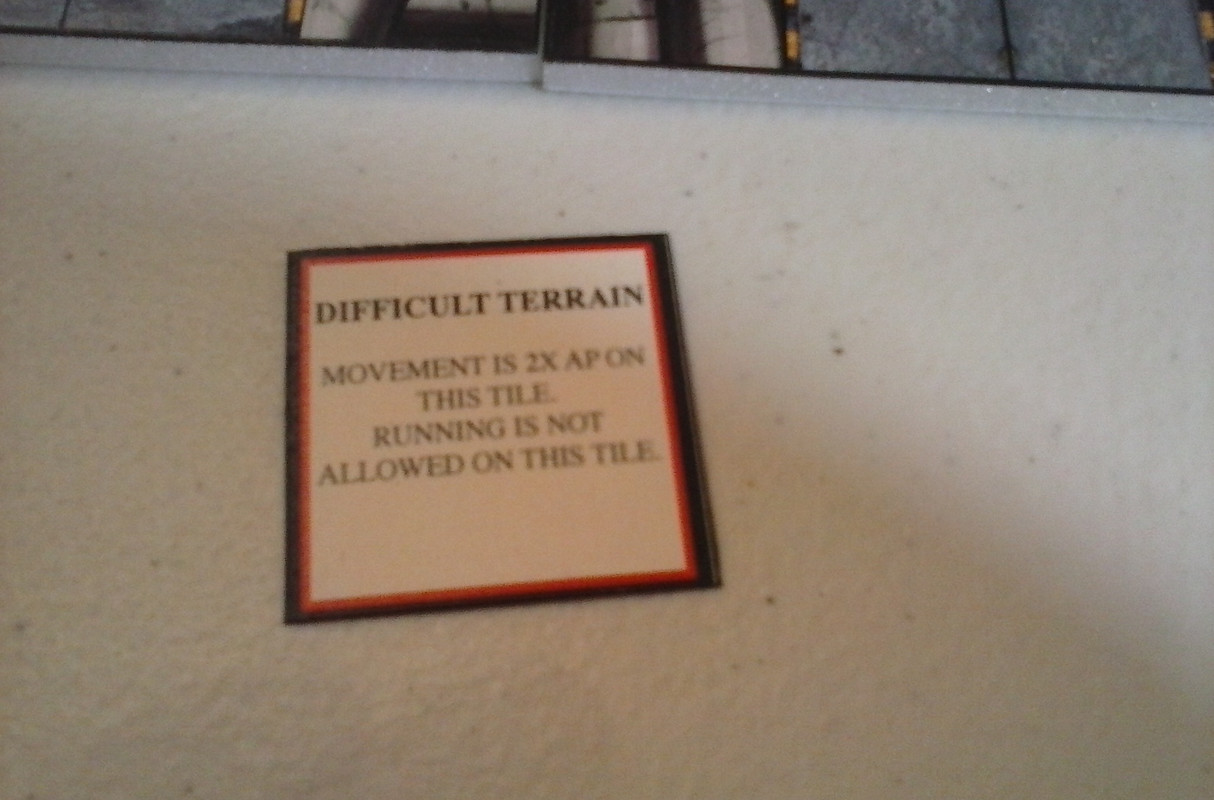 DIFFICULT TERRAIN
MOVEMENT IS 2X AP ON
THIS TILE.
RUNNING IS NOT
ALLOWED ON THIS TILE.